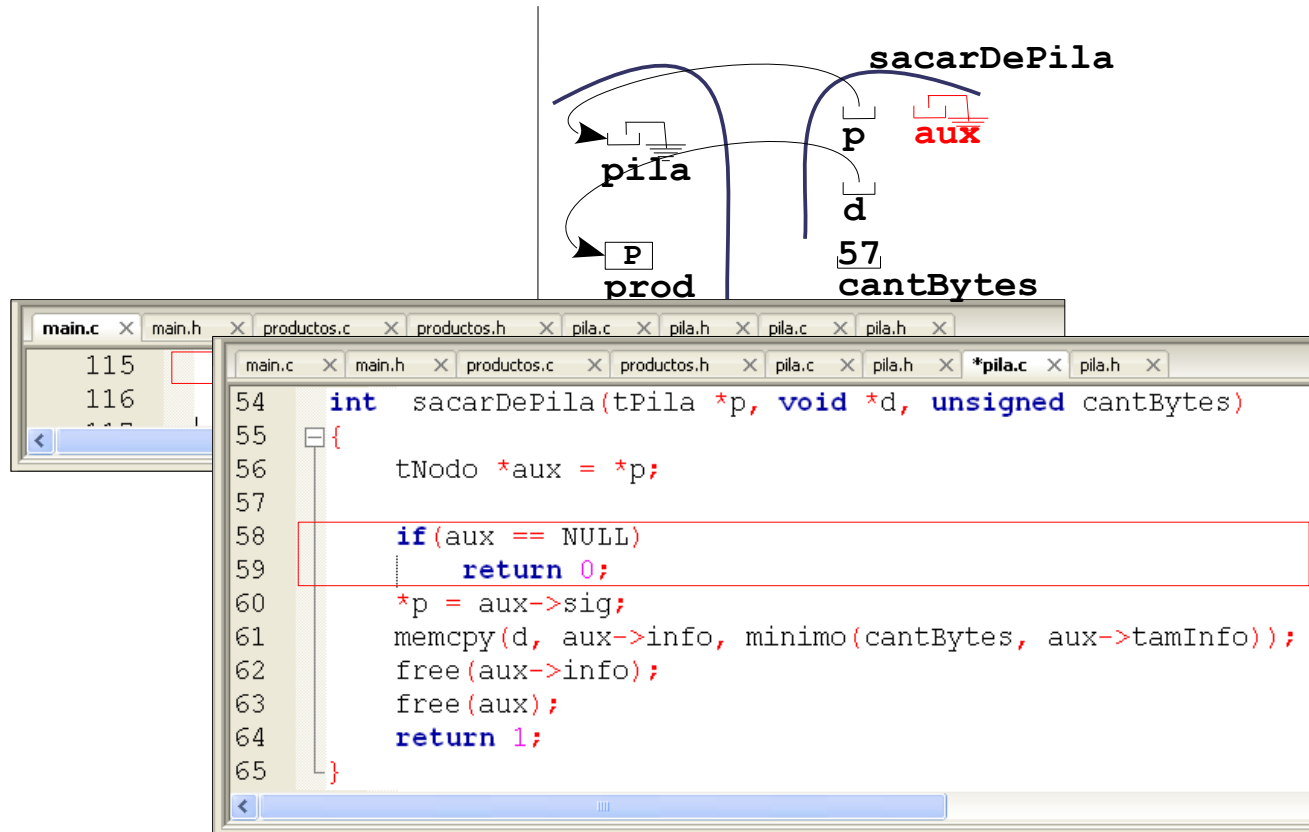 sacarDePila
p aux
pila
d
P 57
prod cantBytes
main.c main.h productos.c productos.h pila.c pila.h pila.c pila.h
115
116
main.c main.h productos.c productos.h pila.c pila.h *pila.c pila.h
54 int sacarDePila(tPila *p, void *d, unsigned cantBytes)
55 {
56 tNodo *aux = *p;
57
58 if(aux == NULL)
59 return 0;
60 *p = aux->sig;
61 memcpy(d, aux->info, minimo(cantBytes, aux->tamInfo));
62 free(aux->info);
63 free(aux);
64 return 1;
65 }